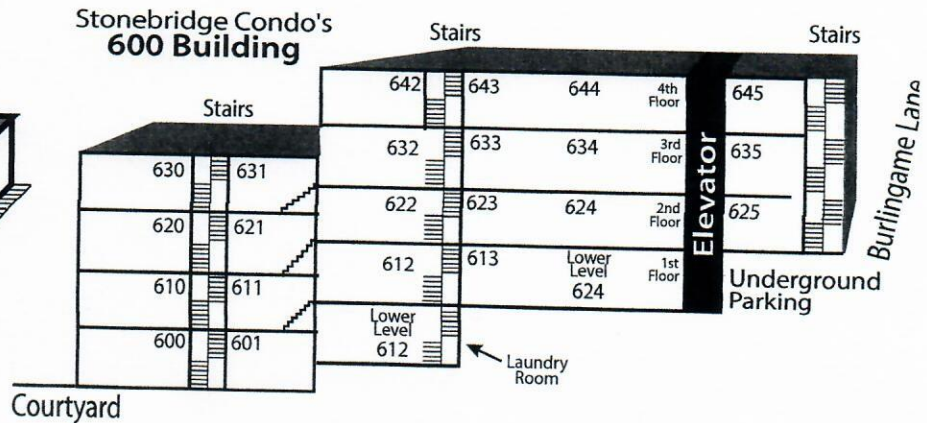 Stonebridge Condo's
600 Building
Stairs
Stairs
Stairs
642
643
644
4th
Floor
645
632
633
634
3rd
Floor
635
630
631
622
623
624
2nd
Floor
625
620
621
612
613
Lower
Level
624
1st
Floor
610
611
Lower
Level
612
600
601
Elevator
Underground
Parking
Burlingame Lane
Laundry
Room
Courtyard